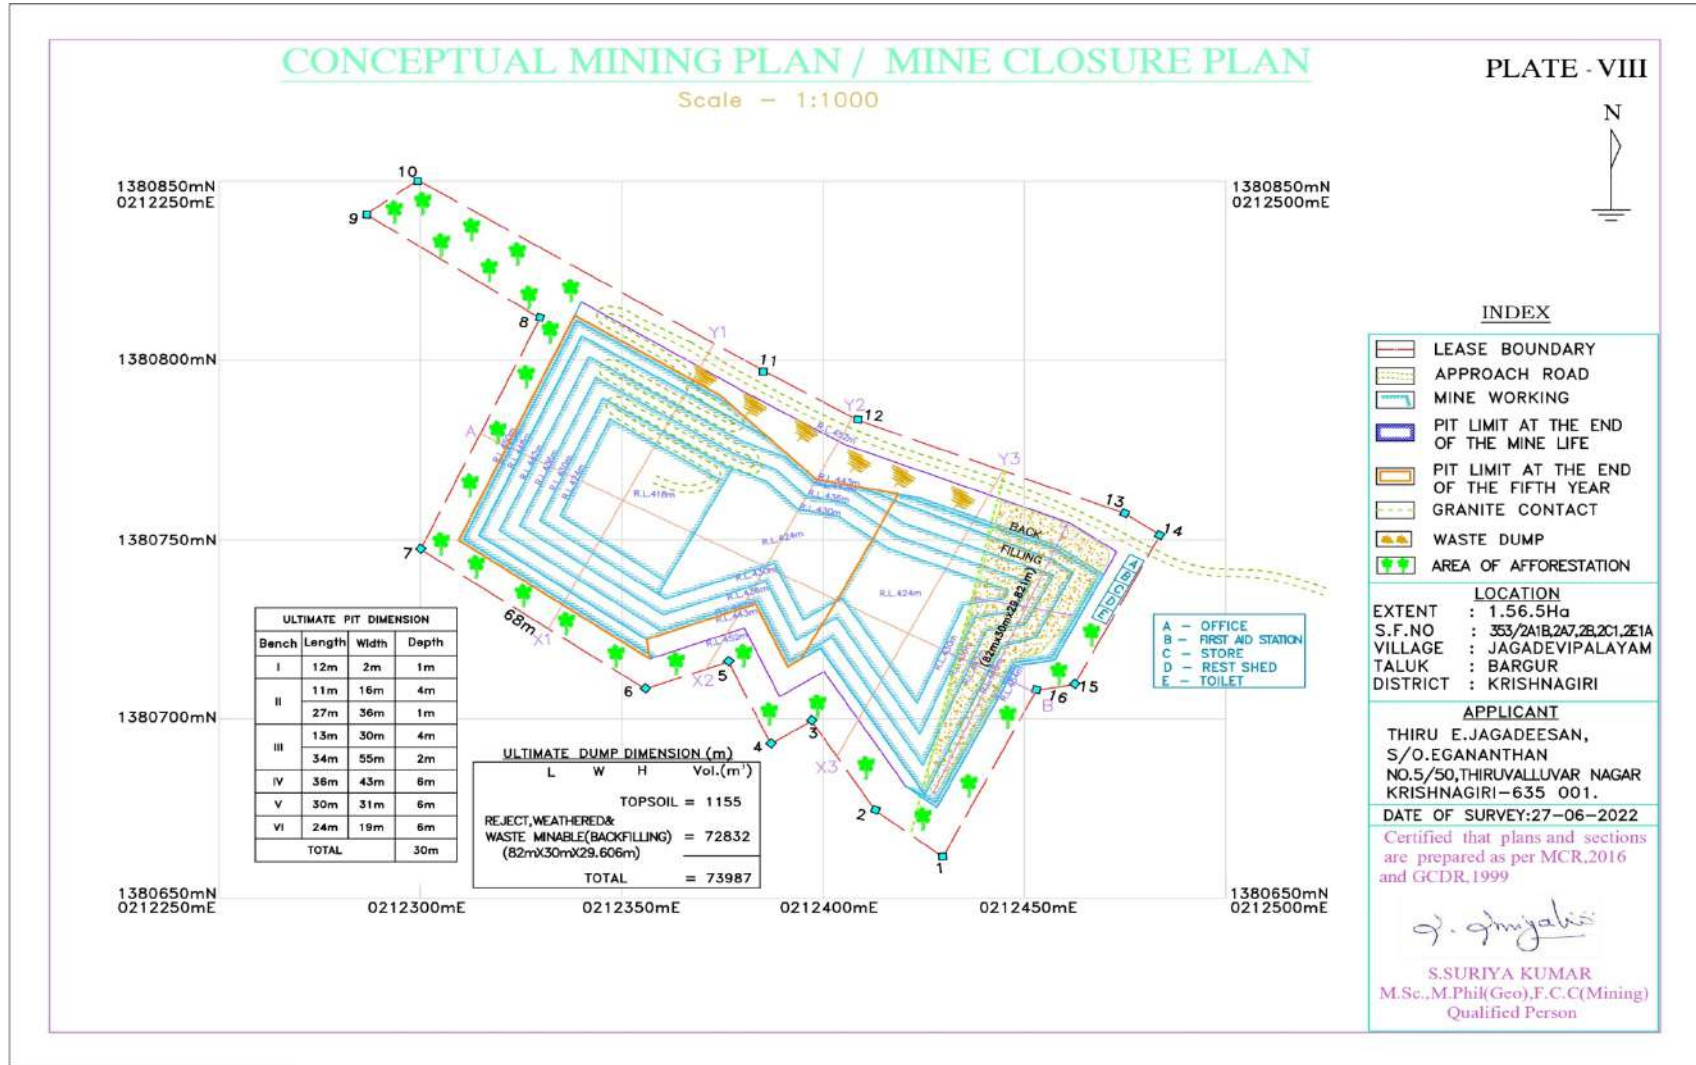 CONCEPTUAL MINING PLAN / MINE CLOSURE PLAN
Scale - 1:1000
PLATE - VIII
N
1380850mN
0212250mE
1380850mN
0212500mE
1380800mN
1380750mN
1380700mN
1380650mN
0212250mE
0212300mE
0212350mE
0212400mE
0212450mE
1380650mN
0212500mE
10
9
8
7
6
5
4
3
2
1
11
12
13
14
15
16
Y1
Y2
Y3
X1
X2
X3
A
B
68m
R.L.452m
R.L.443m
R.L.436m
R.L.430m
R.L.418m
R.L.424m
R.L.424m
R.L.430m
R.L.436m
R.L.443m
R.L.452m
R.L.436m
R.L.430m
R.L.424m
BACK
FILLING
(82mX30mX29.821m)
A
B
C
D
E
A - OFFICE
B - FIRST AID STATION
C - STORE
D - REST SHED
E - TOILET
ULTIMATE PIT DIMENSION
Bench Length Width Depth
I 12m 2m 1m
II 11m 16m 4m
27m 36m 1m
III 13m 30m 4m
34m 55m 2m
IV 36m 43m 6m
V 30m 31m 6m
VI 24m 19m 6m
TOTAL 30m
ULTIMATE DUMP DIMENSION (m)
L W H Vol.(m³)
TOPSOIL = 1155
REJECT,WEATHERED&
WASTE MINABLE(BACKFILLING) = 72832
(82mX30mX29.606m)
TOTAL = 73987
INDEX
LEASE BOUNDARY
APPROACH ROAD
MINE WORKING
PIT LIMIT AT THE END
OF THE MINE LIFE
PIT LIMIT AT THE END
OF THE FIFTH YEAR
GRANITE CONTACT
WASTE DUMP
AREA OF AFFORESTATION
LOCATION
EXTENT : 1.56.5Ha
S.F.NO : 353/2A1B,2A7,2B,2C1,2E1A
VILLAGE : JAGADEVIPALAYAM
TALUK : BARGUR
DISTRICT : KRISHNAGIRI
APPLICANT
THIRU E.JAGADEESAN,
S/O.EGANANTHAN
NO.5/50,THIRUVALLUVAR NAGAR
KRISHNAGIRI-635 001.
DATE OF SURVEY:27-06-2022
Certified that plans and sections
are prepared as per MCR,2016
and GCDR,1999
S.SURIYA KUMAR
M.Sc.,M.Phil(Geo),F.C.C(Mining)
Qualified Person